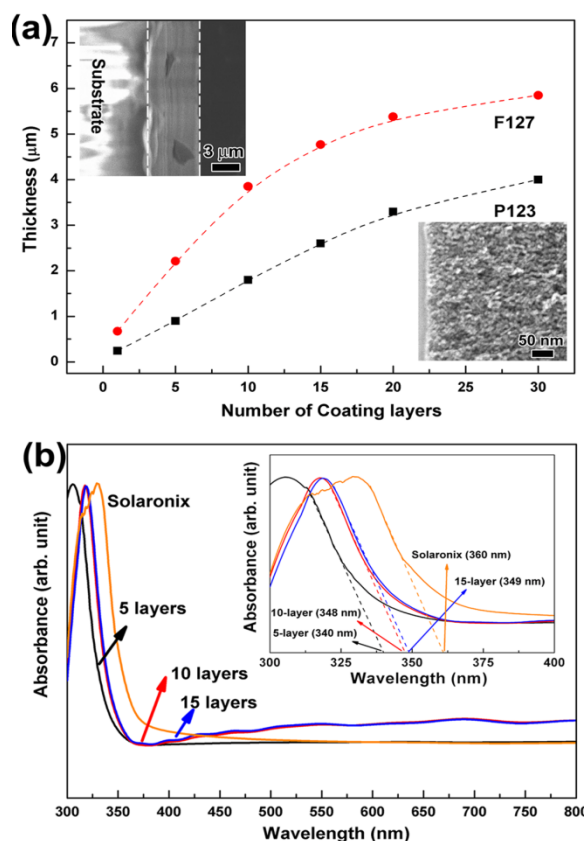 (a)
7
6
5
4
3
2
1
0
Thickness (μm)
Substrate
3 μm
F127
P123
50 nm
0 5 10 15 20 25 30
Number of Coating layers
(b)
Absorbance (arb. unit)
Solaronix
5 layers
10 layers
15 layers
300 350 400 450 500 550 600 650 700 750 800
Wavelength (nm)
Absorbance (arb. unit)
Solaronix (360 nm)
15-layer (349 nm)
10-layer (348 nm)
5-layer (340 nm)
300 325 350 375 400
Wavelength (nm)